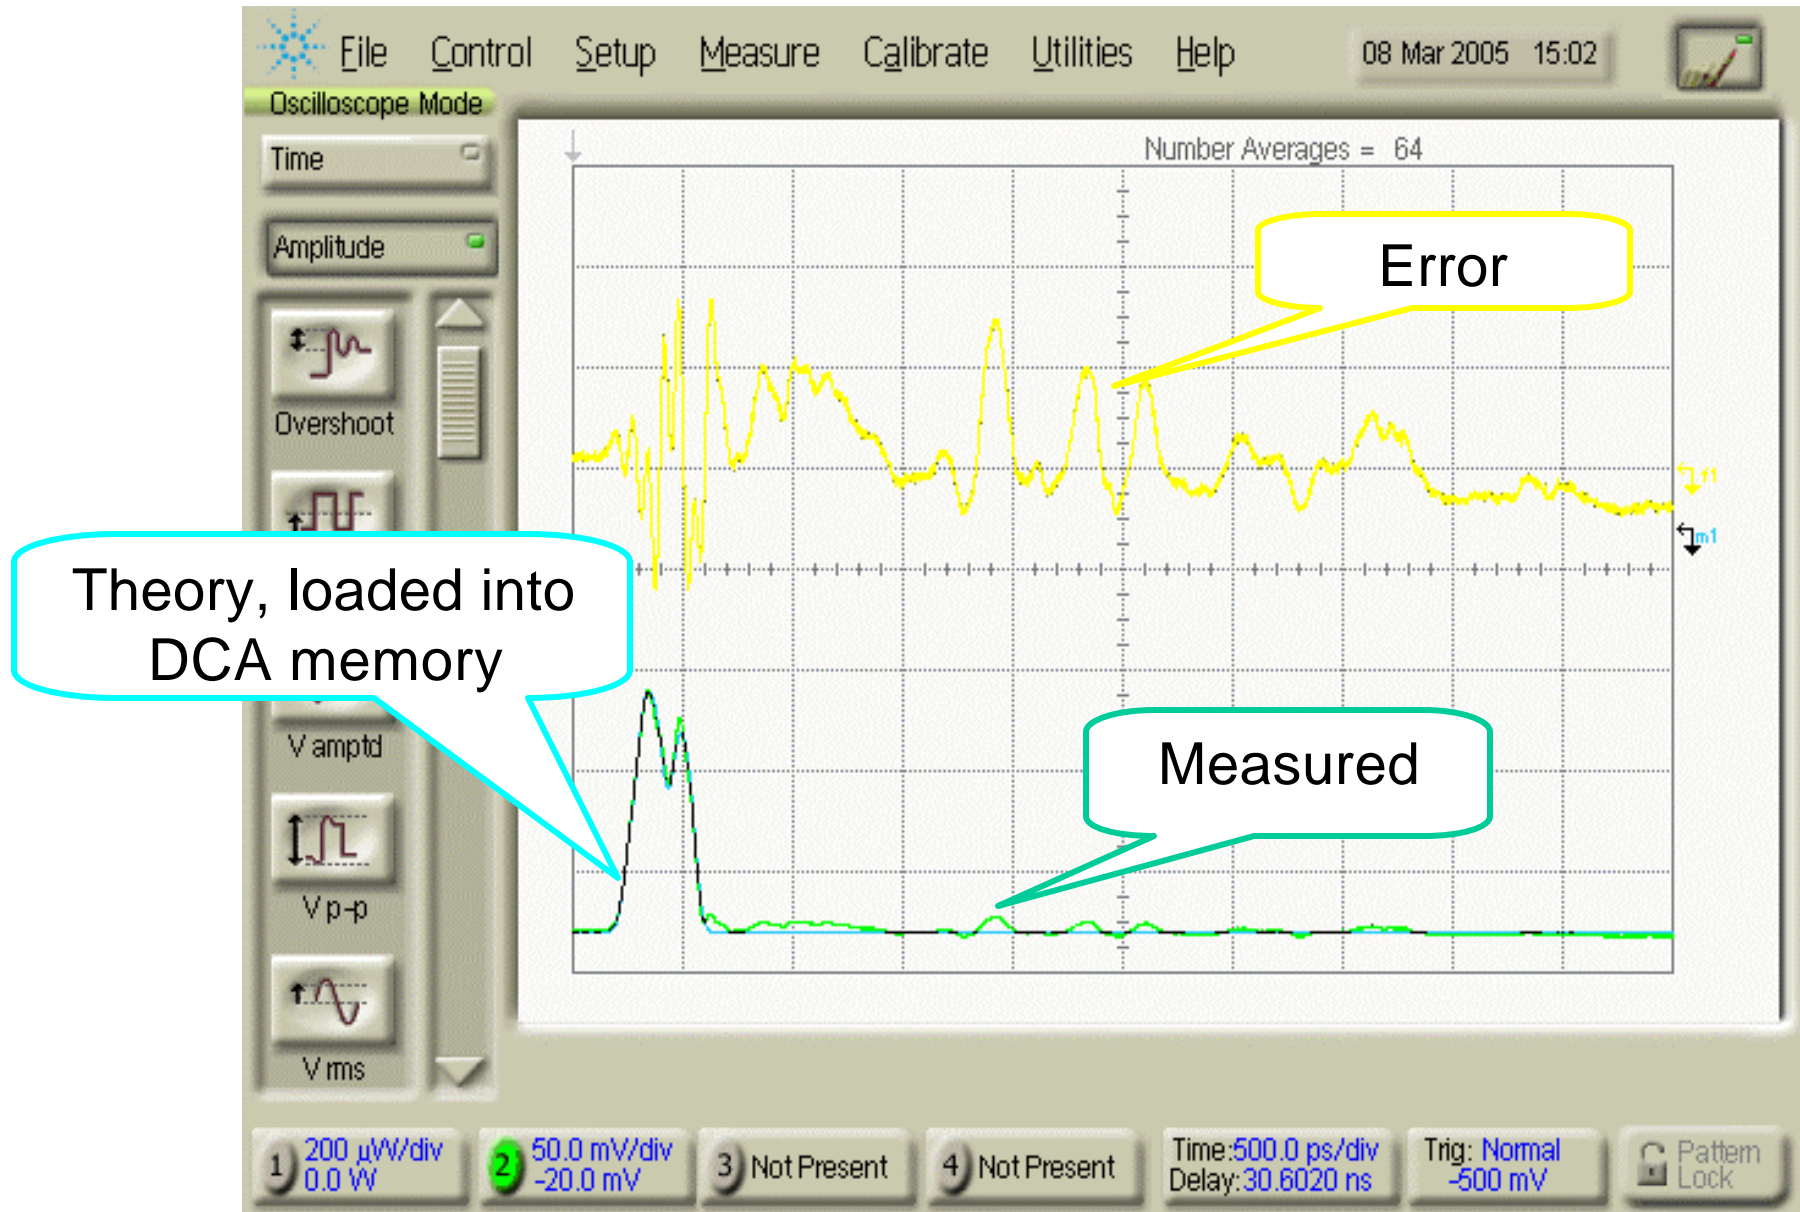 File Control Setup Measure Calibrate Utilities Help 08 Mar 2005 15:02
Oscilloscope Mode
Time
Number Averages = 64
Amplitude
Error
Overshoot
f1
m1
Theory, loaded into
DCA memory
V amptd
Measured
V p-p
V rms
1 200 µW/div
0.0 W
2 50.0 mV/div
-20.0 mV
3 Not Present
4 Not Present
Time:500.0 ps/div
Delay:30.6020 ns
Trig: Normal
-500 mV
Pattern
Lock